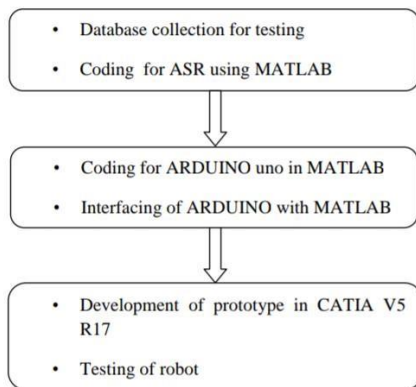 • Database collection for testing
• Coding for ASR using MATLAB
• Coding for ARDUINO uno in MATLAB
• Interfacing of ARDUINO with MATLAB
• Development of prototype in CATIA V5
R17
• Testing of robot